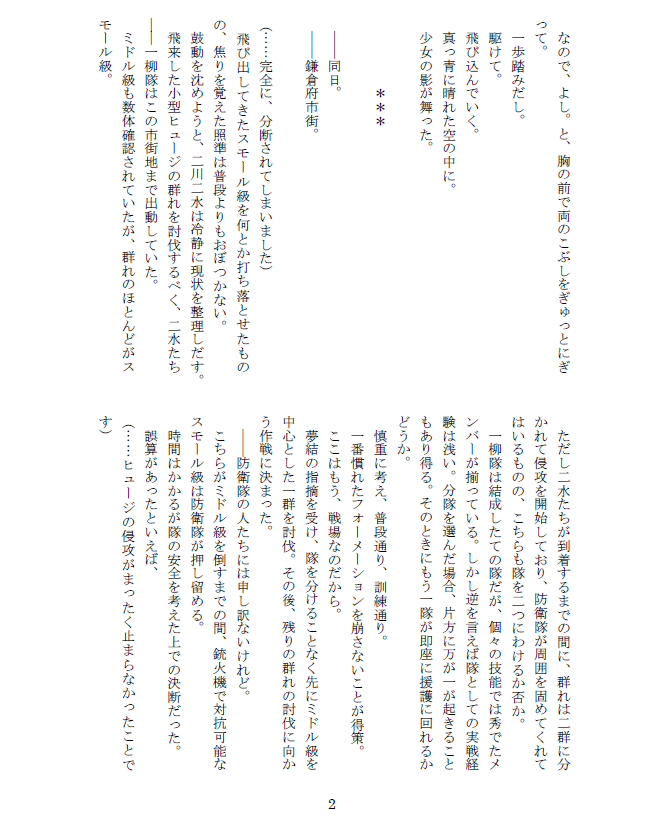 なので、よし。と、胸の前で両のこぶしをぎゅっとにぎ
って。
一歩踏みだし。
駆けて。
飛び込んでいく。
真っ青に晴れた空の中に。
少女の影が舞った。
＊＊＊
――同日。
――鎌倉府市街。
(……完全に、分断されてしまいました)
飛び出してきたスモール級を何とか打ち落とせたもの
の、焦りを覚えた照準は普段よりもおぼつかない。
鼓動を沈めようと、二川二水は冷静に現状を整理しだす。
飛来した小型ヒュージの群れを討伐するべく、二水たち
――一柳隊はこの市街地まで出動していた。
ミドル級も数体確認されていたが、群れのほとんどがス
モール級。
ただし二水たちが到着するまでの間に、群れは二群に分
かれて侵攻を開始しており、防衛隊が周囲を固めてくれて
はいるものの、こちらも隊を二つにわけるか否か。
一柳隊は結成したての隊だが、個々の技能では秀でたメ
ンバーが揃っている。しかし逆を言えば隊としての実戦経
験は浅い。分隊を選んだ場合、片方に万が一が起きること
もあり得る。そのときにもう一隊が即座に援護に回れるか
どうか。
慎重に考え、普段通り、訓練通り。
一番慣れたフォーメーションを崩さないことが得策。
ここはもう、戦場なのだから。
夢結の指摘を受け、隊を分けることなく先にミドル級を
中心とした一群を討伐。その後、残りの群れの討伐に向か
う作戦に決まった。
――防衛隊の人たちには申し訳ないけれど。
こちらがミドル級を倒すまでの間、銃火機で対抗可能な
スモール級は防衛隊が押し留める。
時間はかかるが隊の安全を考えた上での決断だった。
誤算があったといえば、
(……ヒュージの侵攻がまったく止まらなかったことで
す)
2